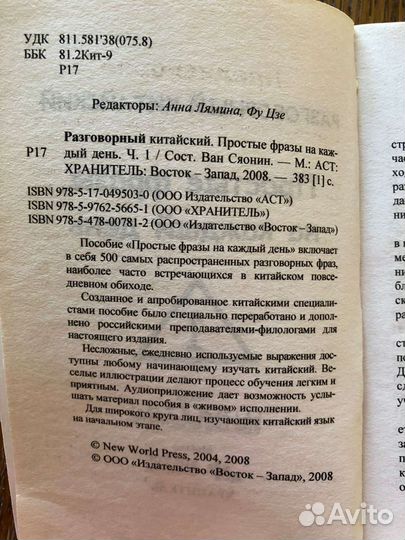 УДК 811.581'38(075.8)
ББК 81.2Кит-9
Р17
Редакторы: Анна Лямина, Фу Цзе
Разговорный китайский. Простые фразы на каж-
Р17 дый день. Ч. 1 / Сост. Ван Сяонин. — М.: АСТ:
ХРАНИТЕЛЬ: Восток – Запад, 2008. — 383 [1] с.
ISBN 978-5-17-049503-0 (ООО Издательство «АСТ»)
ISBN 978-5-9762-5665-1 (ООО «ХРАНИТЕЛЬ»)
ISBN 978-5-478-00781-2 (ООО Издательство «Восток – Запад»)
Пособие «Простые фразы на каждый день» включает
в себя 500 самых распространенных разговорных фраз,
наиболее часто встречающихся в китайском повсе-
дневном обиходе.
Созданное и апробированное китайскими специали-
стами пособие было специально переработано и допол-
нено российскими преподавателями-филологами для
настоящего издания.
Несложные, ежедневно используемые выражения дос-
тупны любому начинающему изучать китайский. Ве-
селые иллюстрации делают процесс обучения легким и
приятным. Аудиоприложение дает возможность услы-
шать материал пособия в «живом» исполнении.
Для широкого круга лиц, изучающих китайский язык
на начальном этапе.
© New World Press, 2004, 2008
© ООО «Издательство «Восток – Запад», 2008
Avito